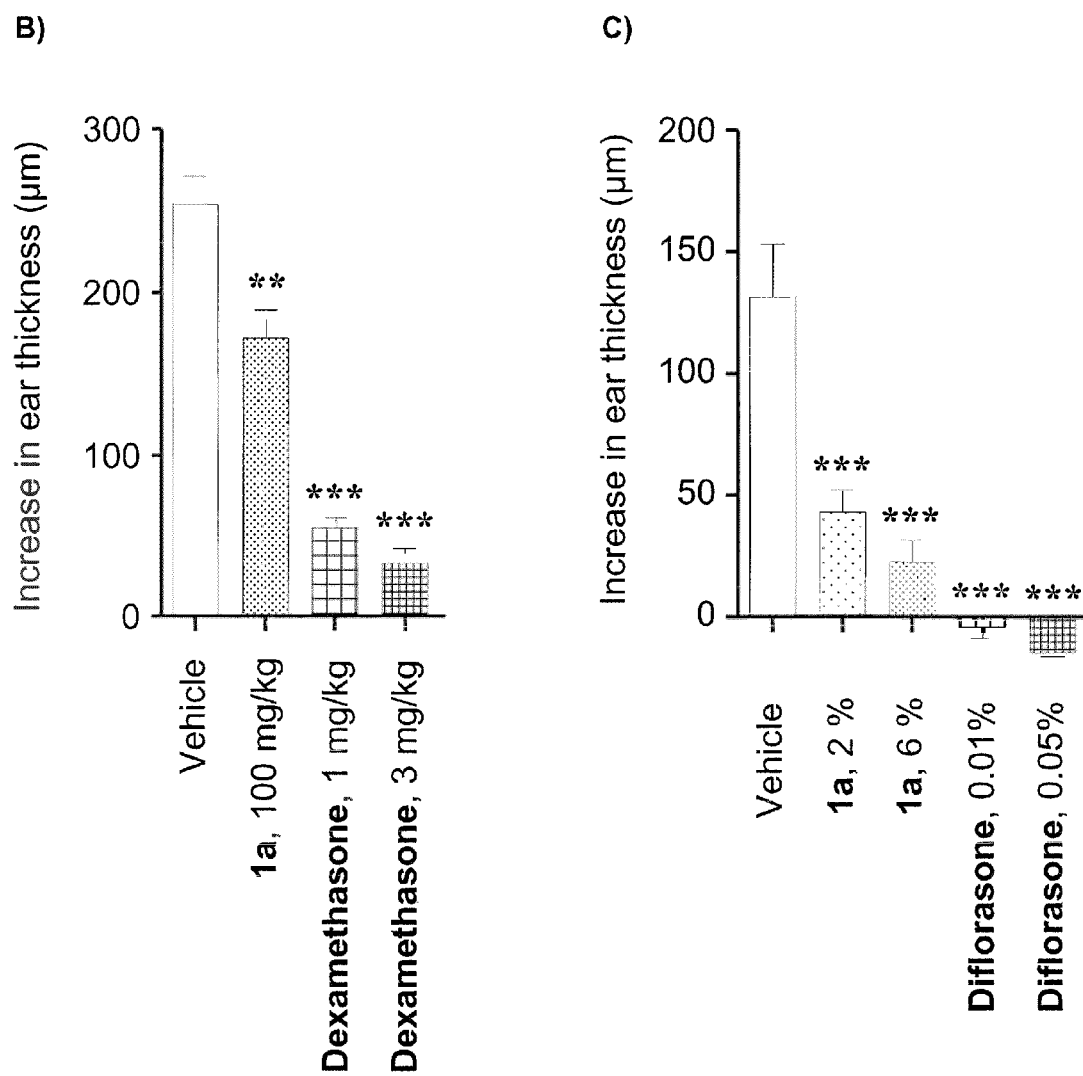 B)
Increase in ear thickness (µm)
300
200
100
0
**
***
***
Vehicle
1a, 100 mg/kg
Dexamethasone, 1 mg/kg
Dexamethasone, 3 mg/kg
C)
Increase in ear thickness (µm)
200
150
100
50
0
***
***
***
***
Vehicle
1a, 2 %
1a, 6 %
Diflorasone, 0.01%
Diflorasone, 0.05%